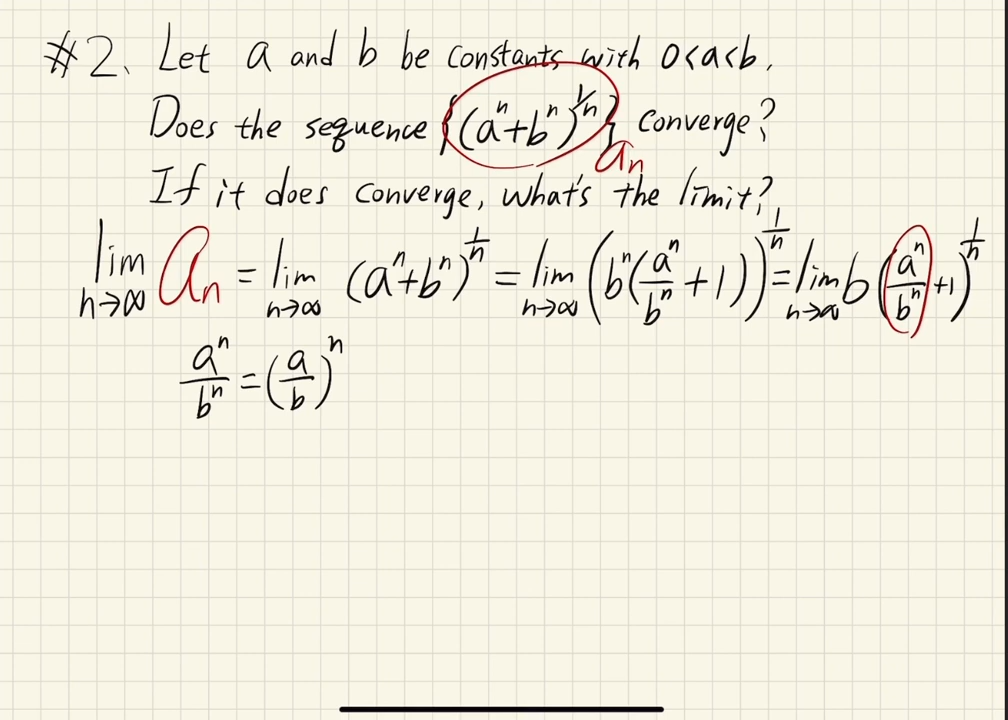 #2. Let a and b be constants with 0<a<b.
Does the sequence {(a^n+b^n)^{1/n}} converge?
a_n
If it does converge, what's the limit?
lim_{n→∞} a_n = lim_{n→∞} (a^n+b^n)^{1/n} = lim_{n→∞} (b^n(a^n/b^n+1))^{1/n} = lim_{n→∞} b(a^n/b^n+1)^{1/n}
a^n/b^n = (a/b)^n